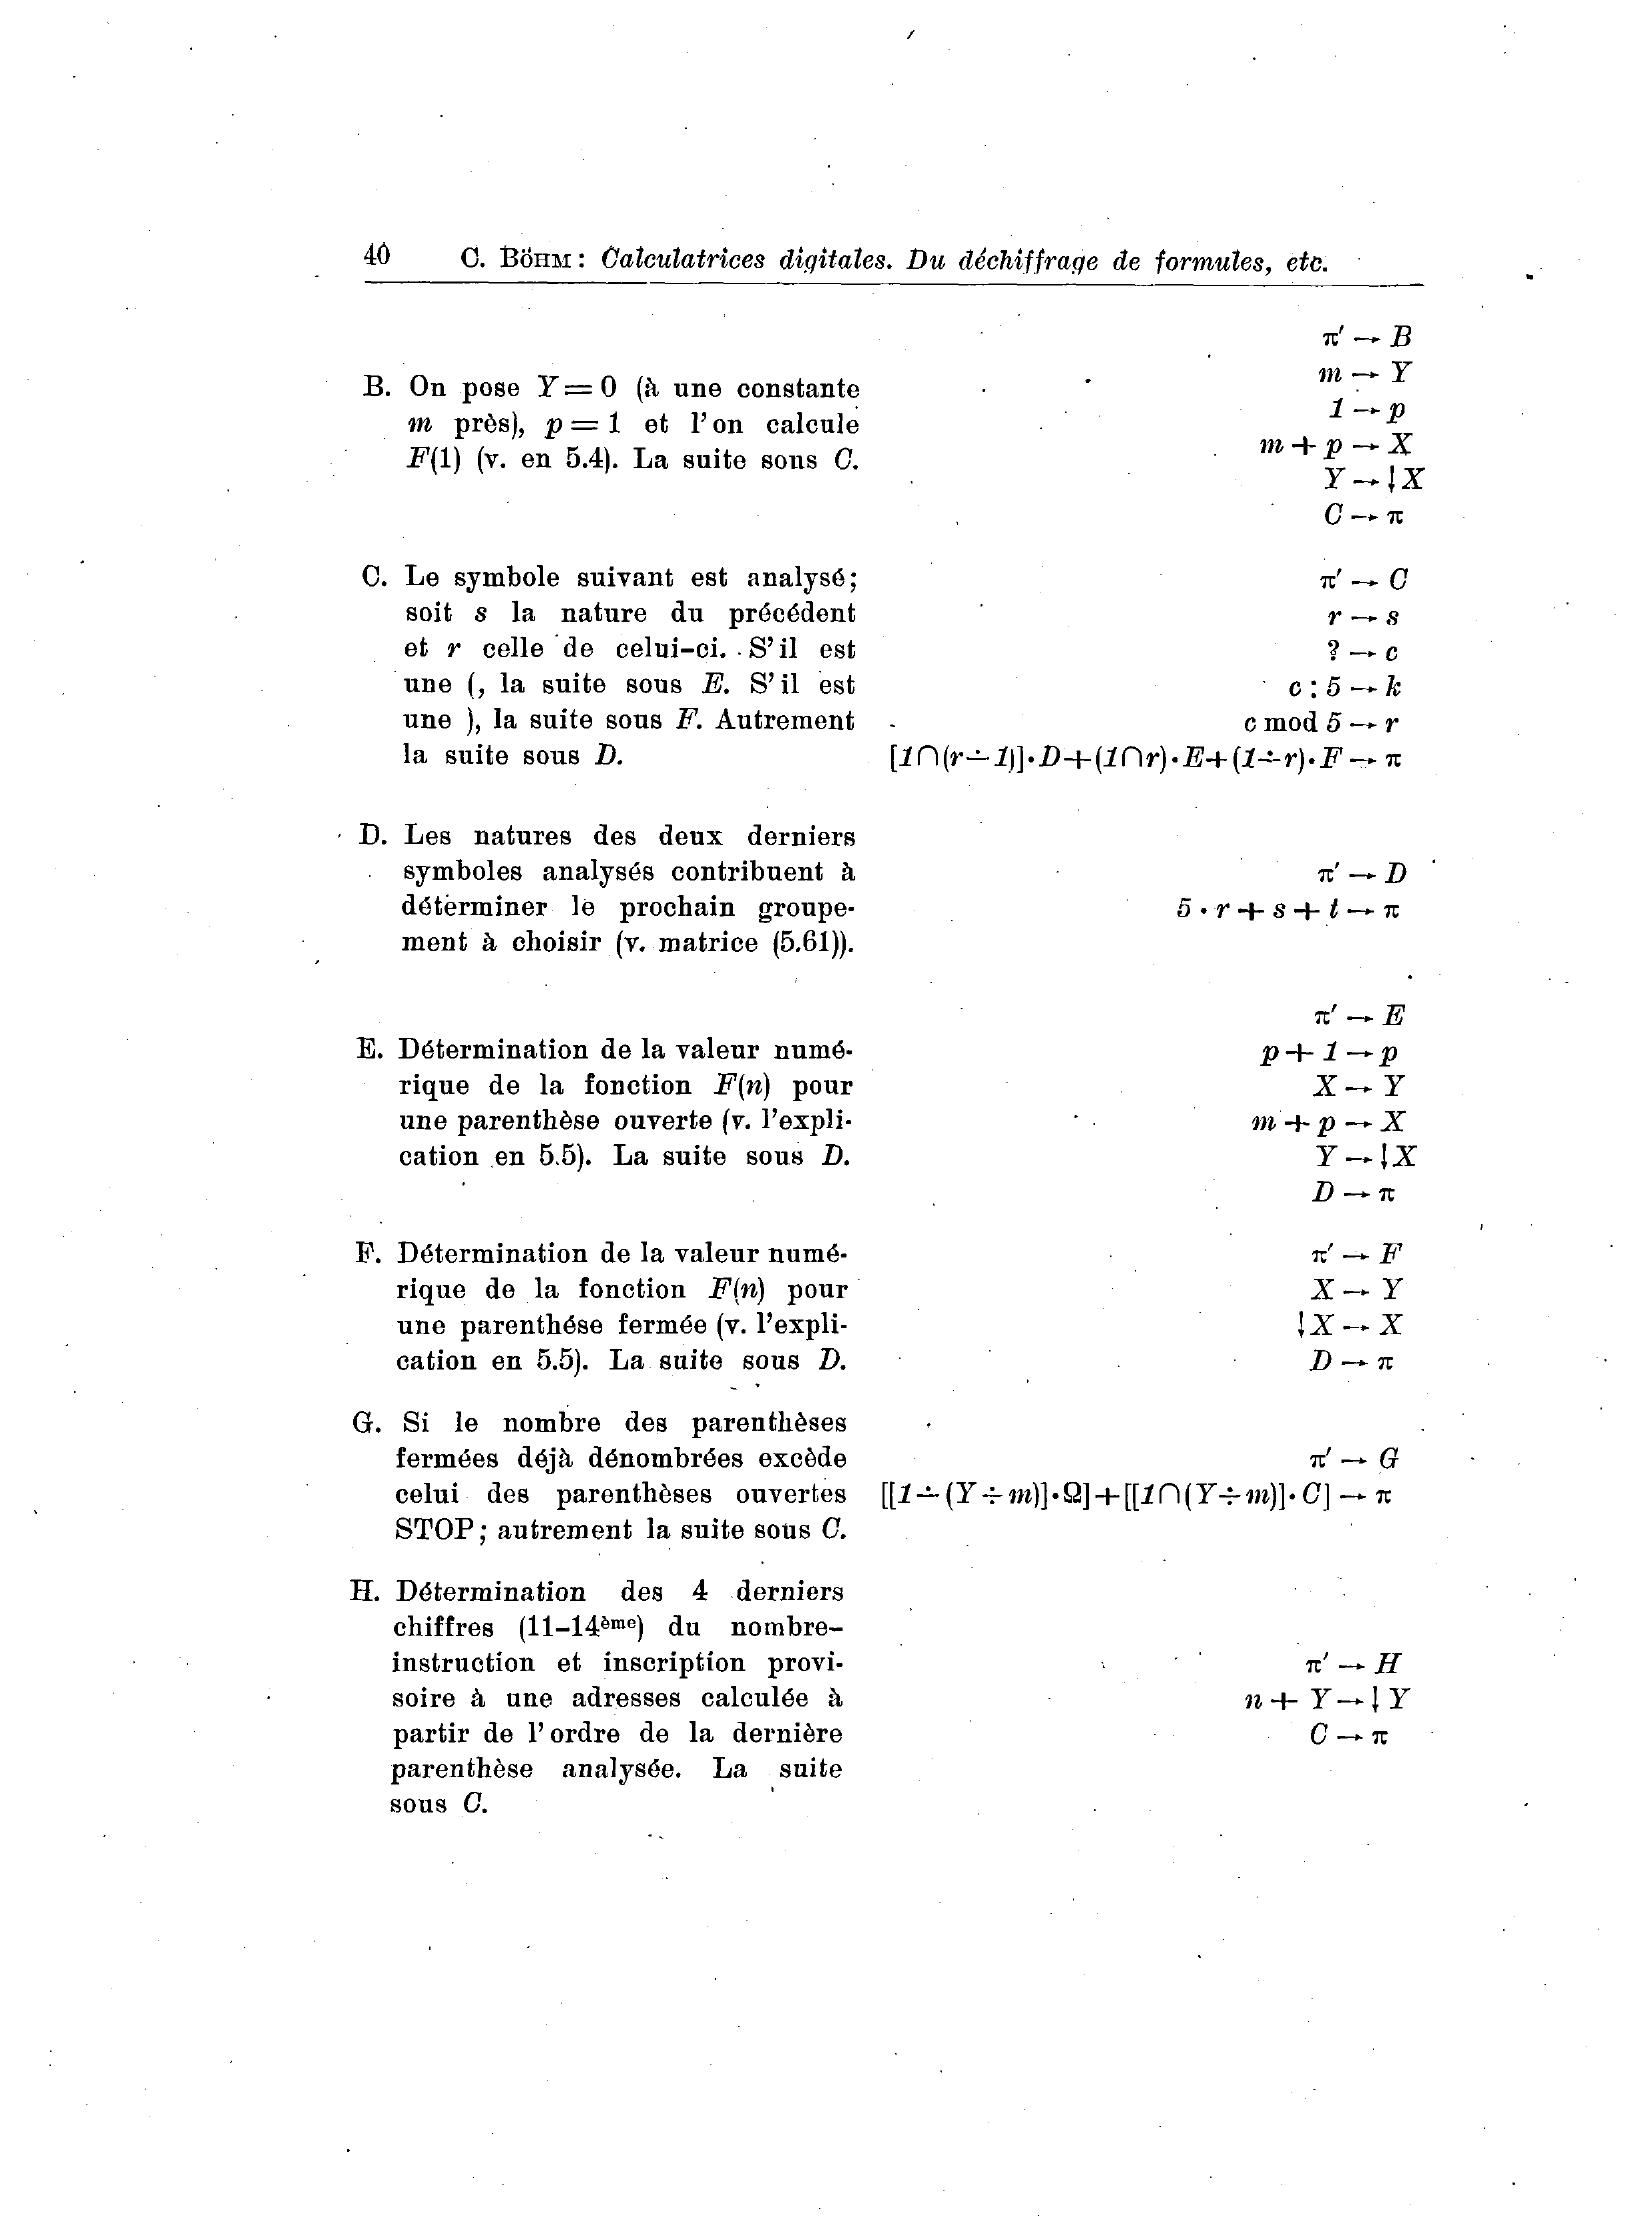 40 C. BÖHM: Calculatrices digitales. Du déchiffrage de formules, etc.
π′ → B
B. On pose Y = 0 (à une constante
m près), p = 1 et l'on calcule
F(1) (v. en 5.4). La suite sous C.
m → Y
1 → p
m + p → X
Y → ↓X
C → π
C. Le symbole suivant est analysé;
soit s la nature du précédent
et r celle de celui-ci. S'il est
une (, la suite sous E. S'il est
une ), la suite sous F. Autrement
la suite sous D.
π′ → C
r → s
? → c
c : 5 → k
c mod 5 → r
[1∩(r∸1)]·D+(1∩r)·E+(1∸r)·F → π
D. Les natures des deux derniers
symboles analysés contribuent à
déterminer le prochain groupe-
ment à choisir (v. matrice (5.61)).
π′ → D
5 · r + s + t → π
E. Détermination de la valeur numé-
rique de la fonction F(n) pour
une parenthèse ouverte (v. l'expli-
cation en 5.5). La suite sous D.
π′ → E
p + 1 → p
X → Y
m + p → X
Y → ↓X
D → π
F. Détermination de la valeur numé-
rique de la fonction F(n) pour
une parenthése fermée (v. l'expli-
cation en 5.5). La suite sous D.
π′ → F
X → Y
↓X → X
D → π
G. Si le nombre des parenthèses
fermées déjà dénombrées excède
celui des parenthèses ouvertes
STOP; autrement la suite sous C.
π′ → G
[[1∸(Y∸m)]·Ω]+[[1∩(Y∸m)]·C] → π
H. Détermination des 4 derniers
chiffres (11–14ème) du nombre-
instruction et inscription provi-
soire à une adresses calculée à
partir de l'ordre de la dernière
parenthèse analysée. La suite
sous C.
π′ → H
n + Y → ↓Y
C → π